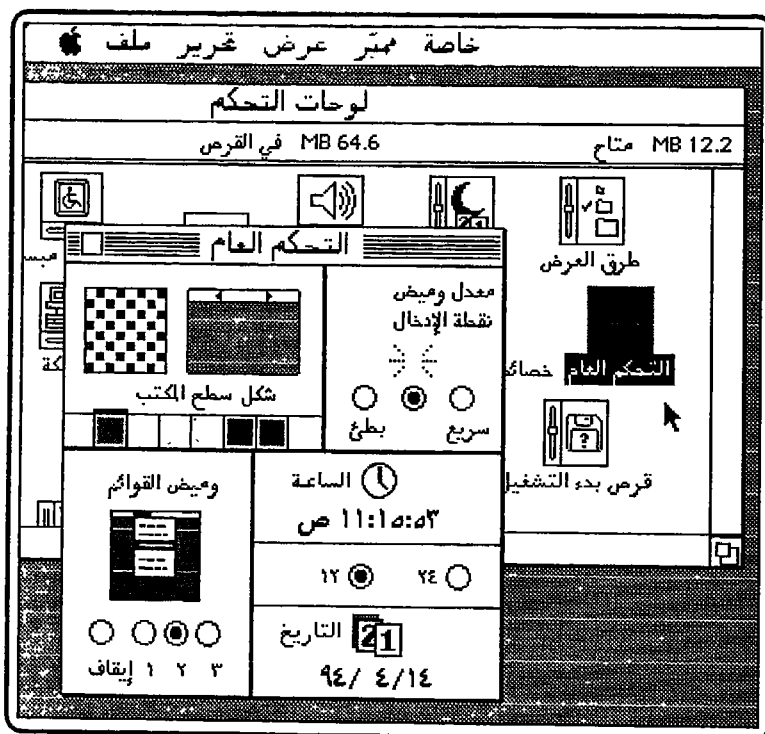 ملف تحرير عرض مميّز خاصة
لوحات التحكم
MB 12.2 متاح
MB 64.6 في القرص
طرق العرض
التحكم العام
معدل وميض
نقطة الإدخال
شكل سطح المكتب
سريع
بطئ
التحكم العام
قرص بدء التشغيل
وميض القوائم
الساعة
١١:١٥:٥٣ ص
٢٤
١٢
٣ ٢ ١ إيقاف
21 التاريخ
٩٤/ ٤/١٤